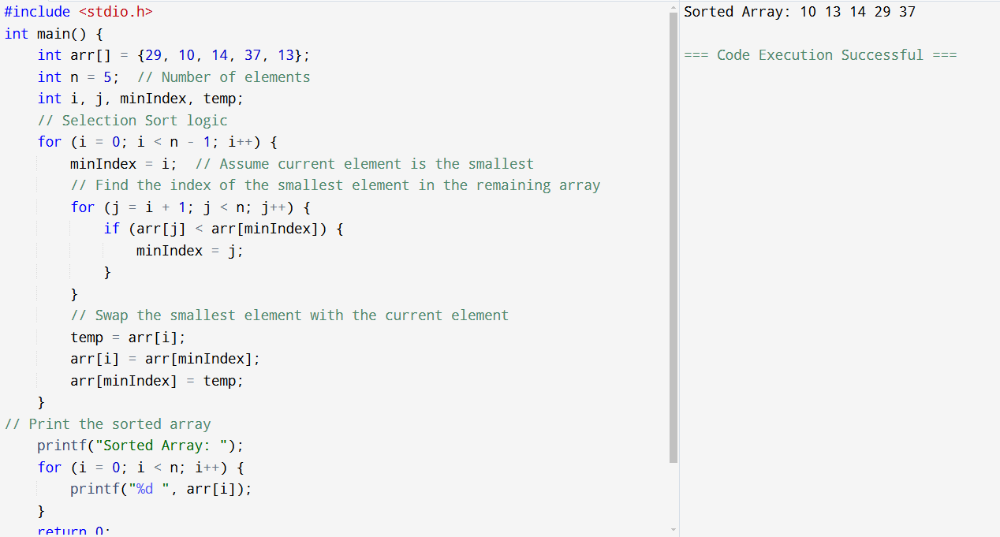 #include <stdio.h>
int main() {
    int arr[] = {29, 10, 14, 37, 13};
    int n = 5;  // Number of elements
    int i, j, minIndex, temp;
    // Selection Sort logic
    for (i = 0; i < n - 1; i++) {
        minIndex = i;  // Assume current element is the smallest
        // Find the index of the smallest element in the remaining array
        for (j = i + 1; j < n; j++) {
            if (arr[j] < arr[minIndex]) {
                minIndex = j;
            }
        }
        // Swap the smallest element with the current element
        temp = arr[i];
        arr[i] = arr[minIndex];
        arr[minIndex] = temp;
    }
// Print the sorted array
    printf("Sorted Array: ");
    for (i = 0; i < n; i++) {
        printf("%d ", arr[i]);
    }
    return 0;
Sorted Array: 10 13 14 29 37
=== Code Execution Successful ===